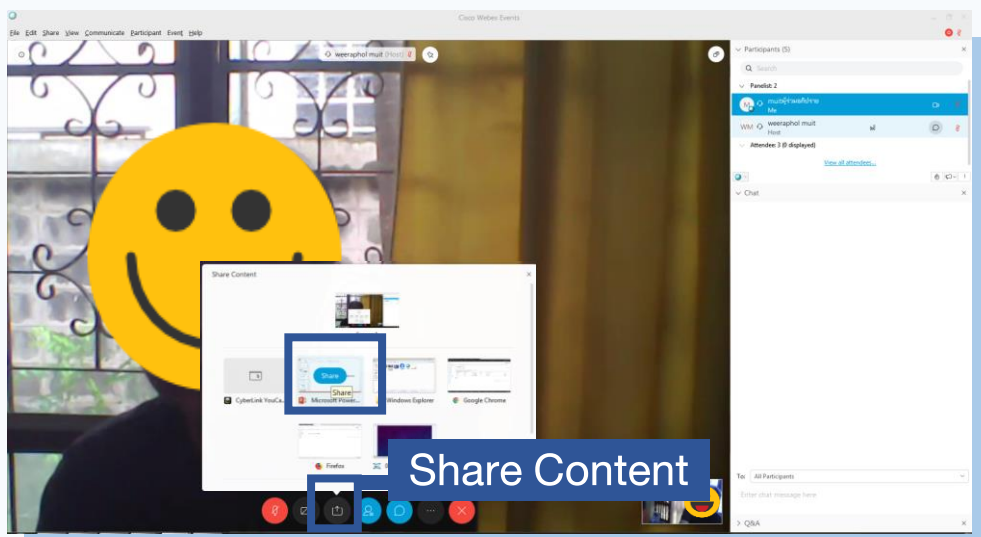 Cisco Webex Events
File Edit Share View Communicate Participant Event Help
weeraphol muit (Host)
Participants (5)
Search
Panelist: 2
M
Me
WM weeraphol muit
Host
Attendee: 3 (0 displayed)
View all attendees...
Chat
Share Content
Share
Share
CyberLink YouCa...
Microsoft Power...
Windows Explorer
Google Chrome
Firefox
Share Content
To: All Participants
Enter chat message here
Q&A